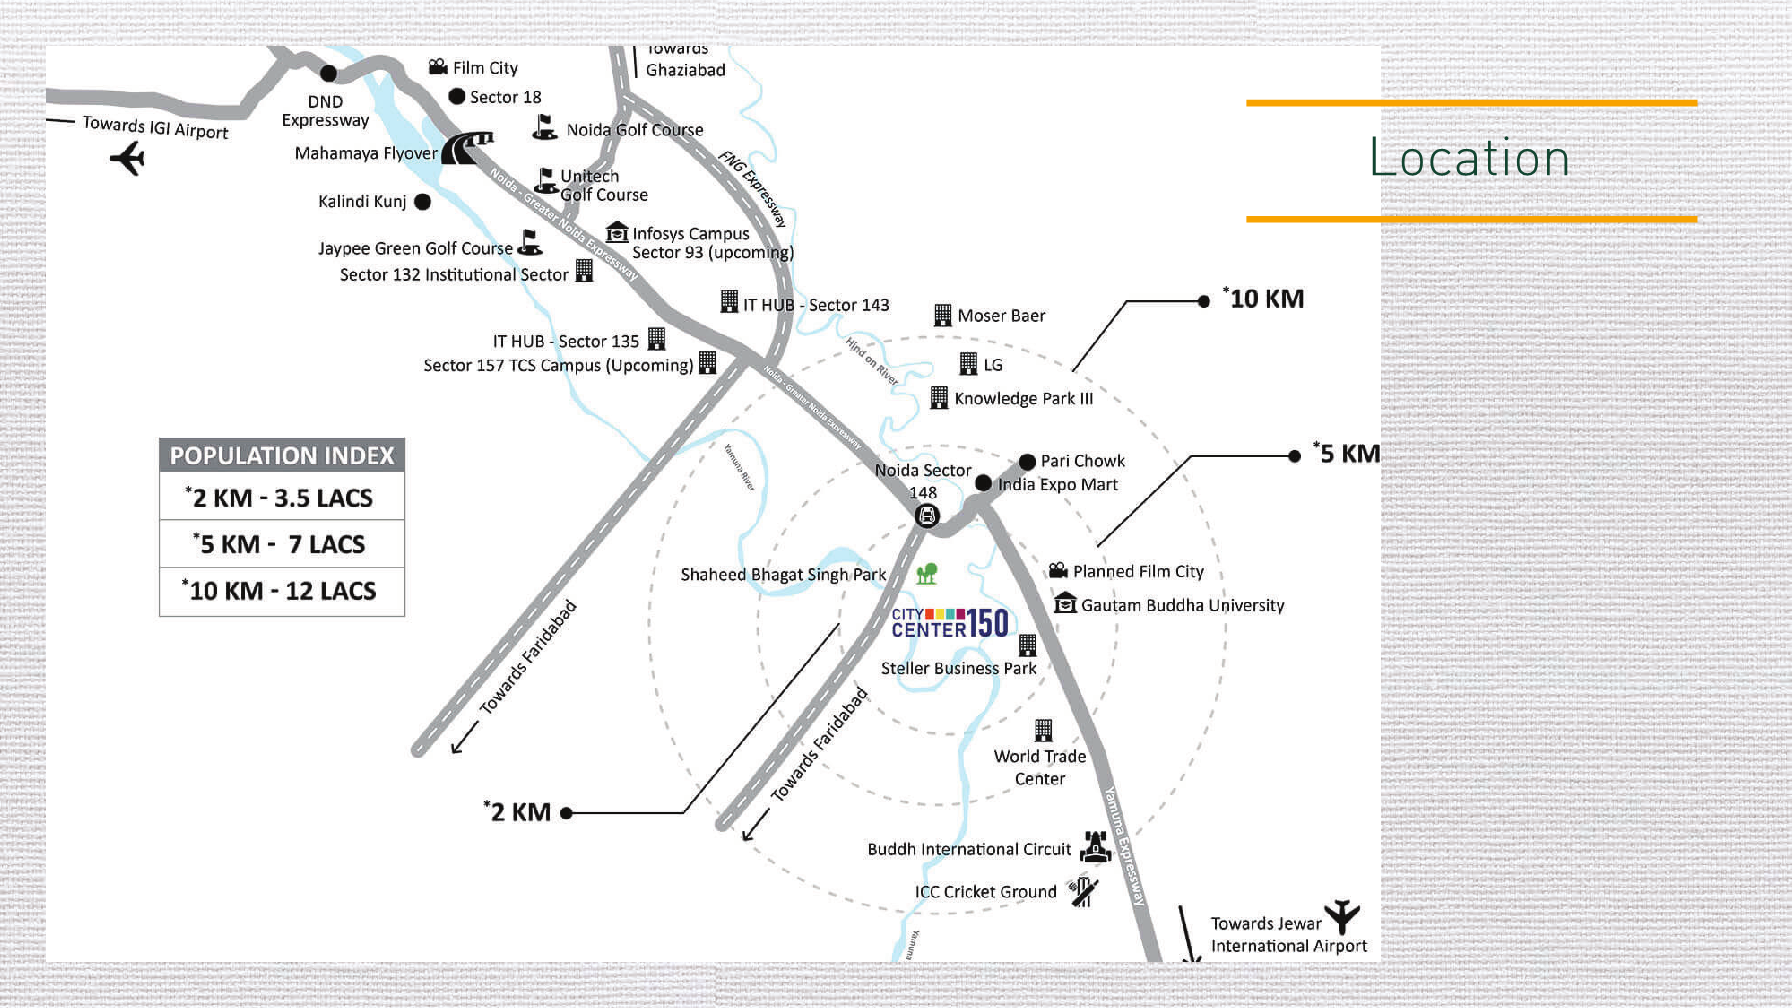 Location
Towards
Ghaziabad
Film City
Sector 18
DND
Expressway
Towards IGI Airport
Noida Golf Course
Mahamaya Flyover
FNG Expressway
Unitech
Golf Course
Noida - Greater Noida Expressway
Kalindi Kunj
Infosys Campus
Sector 93 (upcoming)
Jaypee Green Golf Course
Sector 132 Institutional Sector
IT HUB - Sector 143
*10 KM
Moser Baer
IT HUB - Sector 135
Hind on River
Sector 157 TCS Campus (Upcoming)
LG
Noida - Greater Noida Expressway
Knowledge Park III
POPULATION INDEX
*2 KM - 3.5 LACS
*5 KM - 7 LACS
*10 KM - 12 LACS
*5 KM
Yamuna River
Noida Sector
148
Pari Chowk
India Expo Mart
Shaheed Bhagat Singh Park
Planned Film City
Gautam Buddha University
CITY
CENTER 150
Steller Business Park
Towards Faridabad
Towards Faridabad
World Trade
Center
*2 KM
Yamuna Expressway
Buddh International Circuit
ICC Cricket Ground
Towards Jewar
International Airport
Yamuna